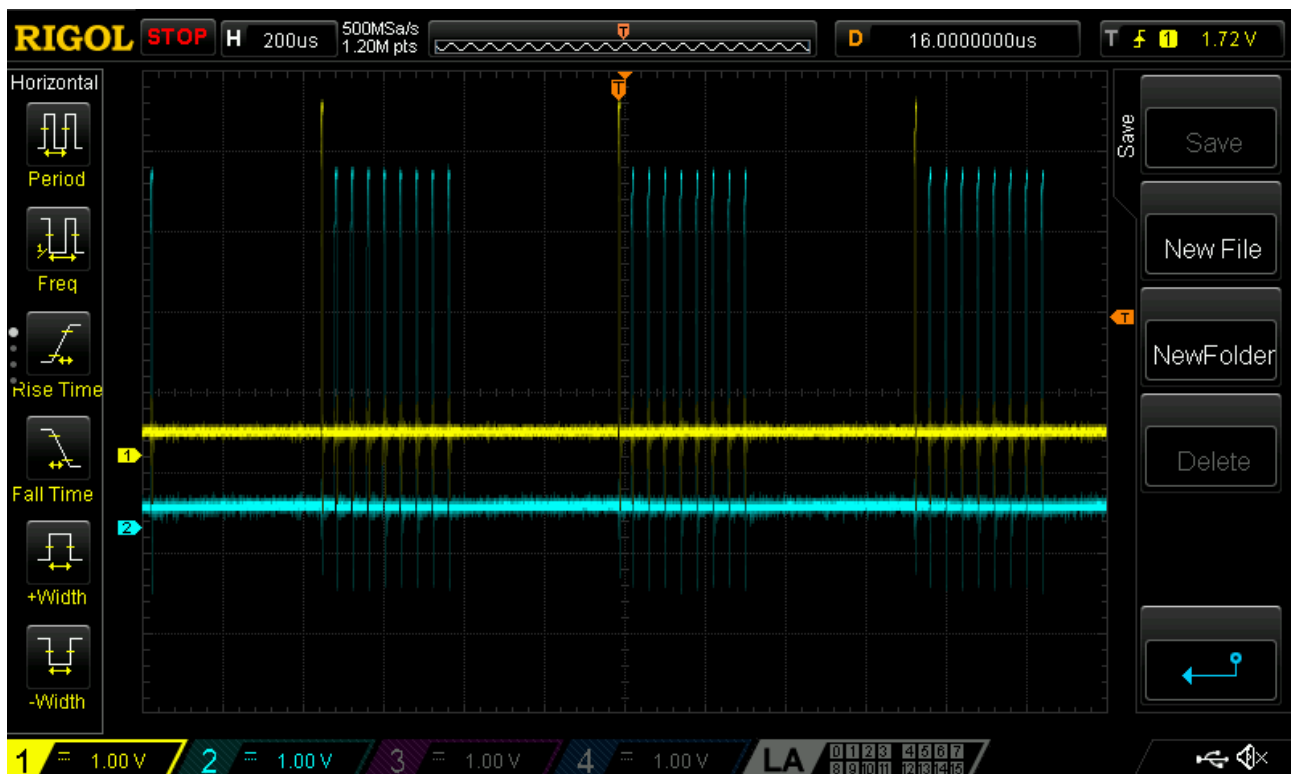 RIGOL STOP H 200us 500MSa/s D 16.0000000us T 1 1.72 V
1.20M pts
Horizontal
T
Save
Save
Period
New File
Freq
T
NewFolder
Rise Time
1
Delete
Fall Time
2
+Width
-Width
1 = 1.00 V 2 = 1.00 V 3 = 1.00 V 4 = 1.00 V LA 0 1 2 3 4 5 6 7
8 9 10 11 12 13 14 15